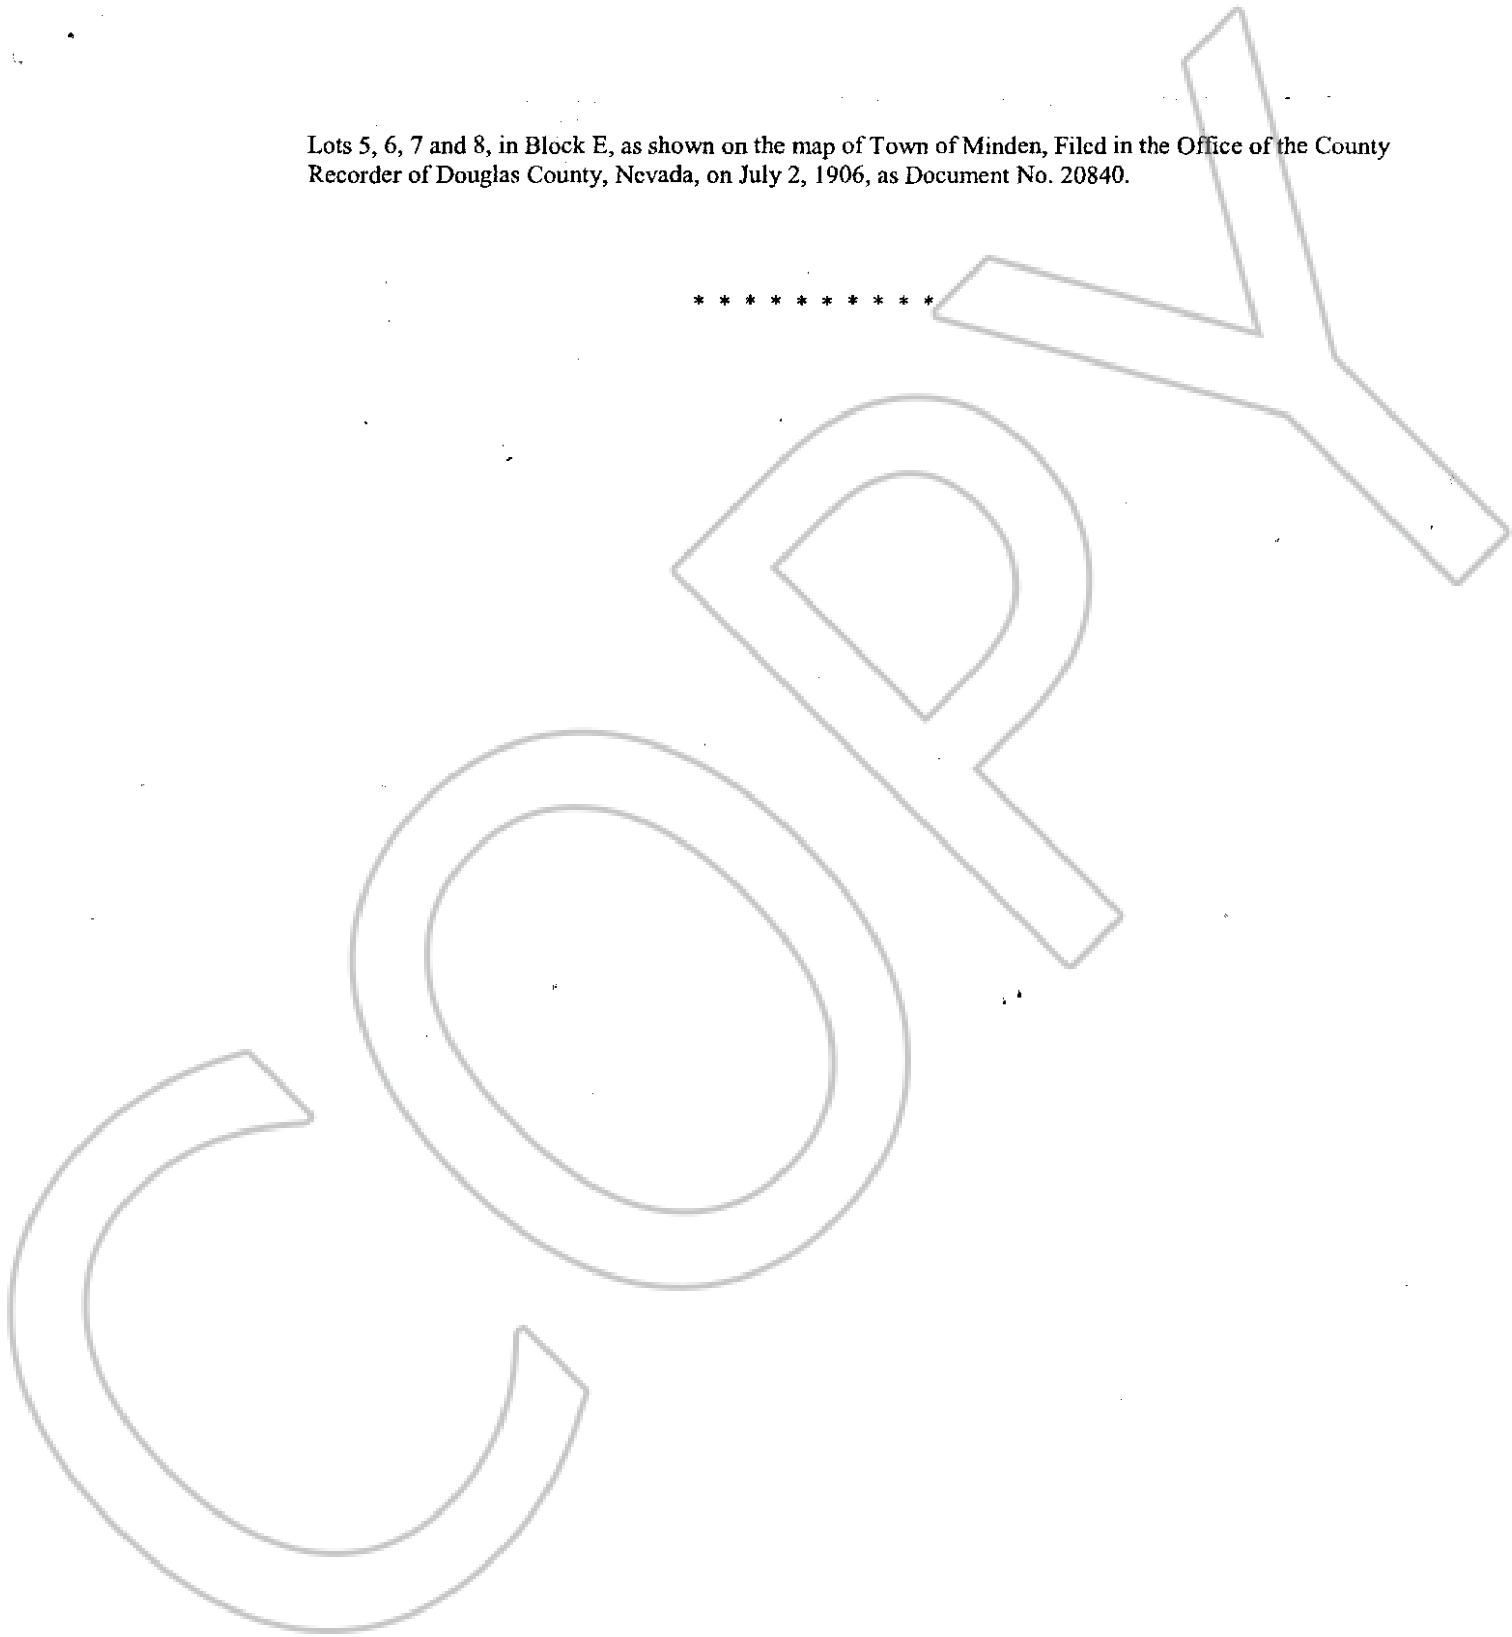 Lots 5, 6, 7 and 8, in Block E, as shown on the map of Town of Minden, Filed in the Office of the County
Recorder of Douglas County, Nevada, on July 2, 1906, as Document No. 20840.
* * * * * * * * * *
COPY